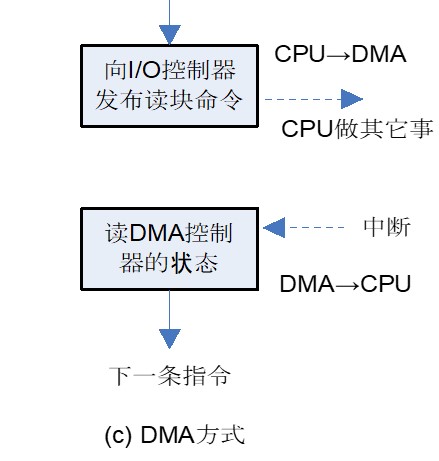 向I/O控制器
发布读块命令
CPU→DMA
CPU做其它事
读DMA控制
器的状态
中断
DMA→CPU
下一条指令
(c) DMA方式